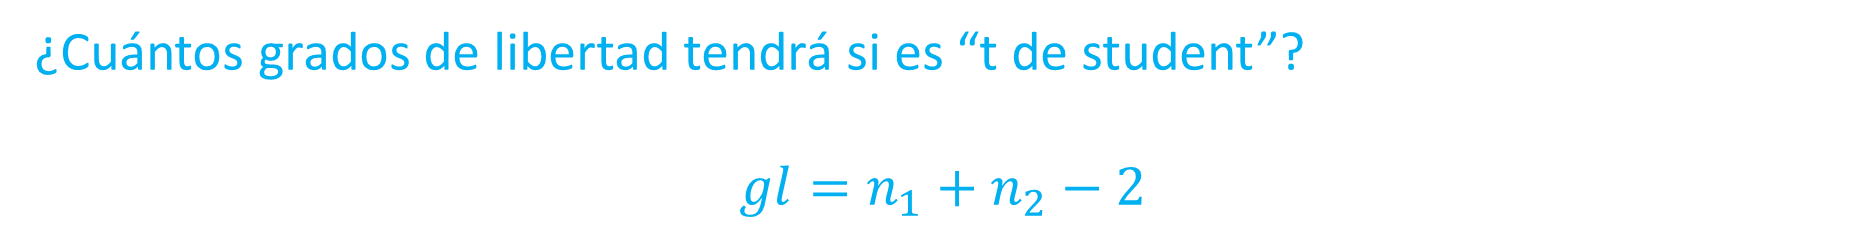 ¿Cuántos grados de libertad tendrá si es “t de student”?
gl = n₁ + n₂ − 2